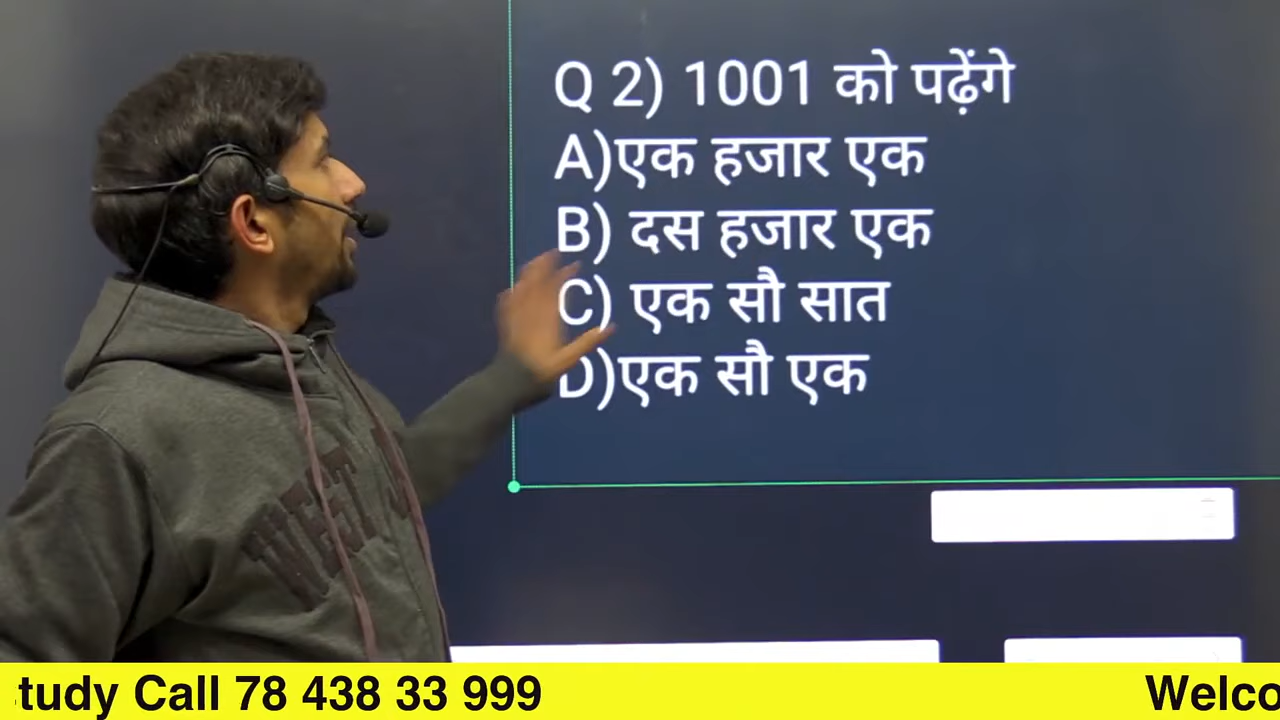 Q 2) 1001 को पढ़ेंगे
A)एक हजार एक
B) दस हजार एक
C) एक सौ सात
D)एक सौ एक
tudy Call 78 438 33 999
Welco